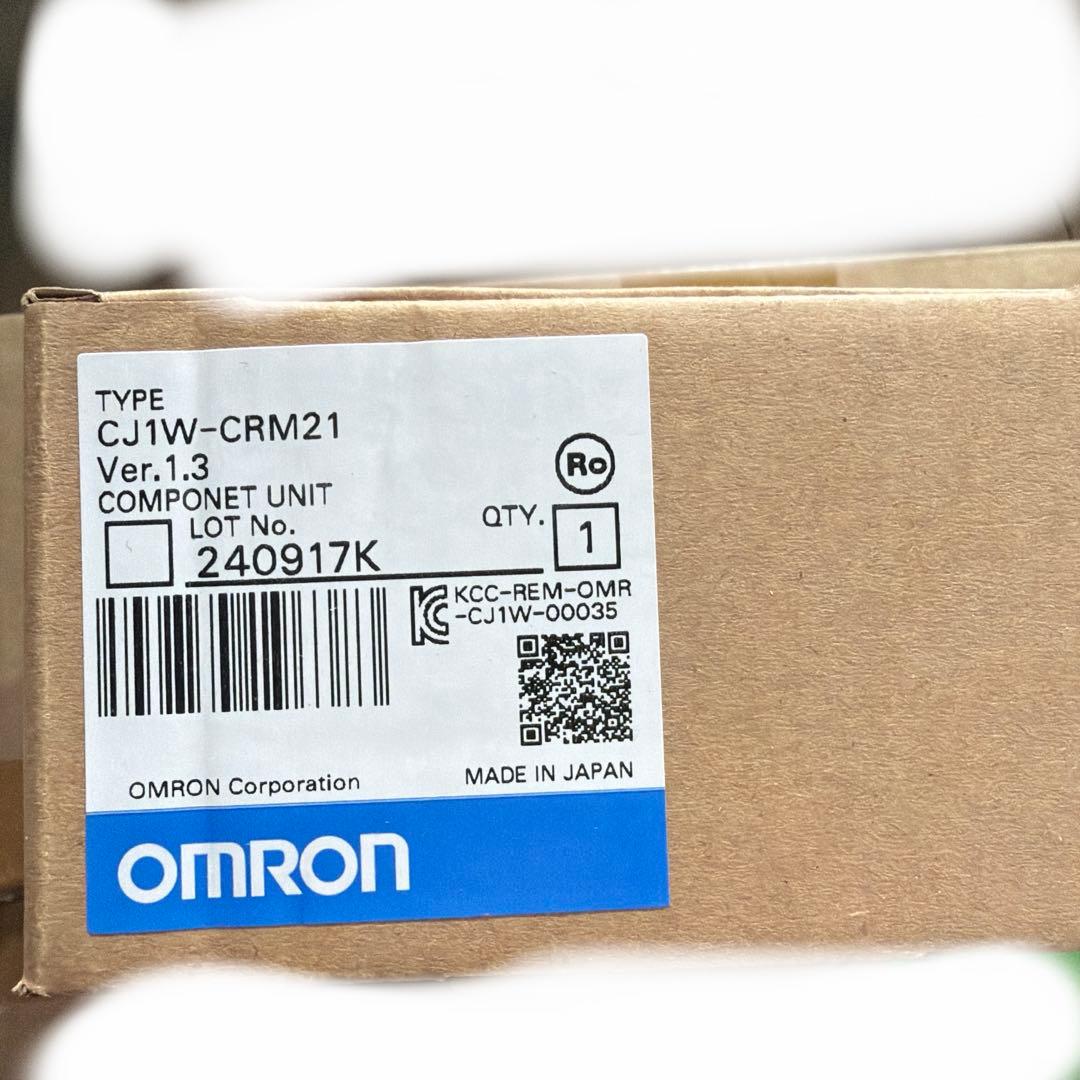 TYPE
CJ1W-CRM21
Ver.1.3
Ro
COMPONET UNIT
LOT No.
240917K
QTY.
1
KCC-REM-OMR
-CJ1W-00035
OMRON Corporation
MADE IN JAPAN
OMRON